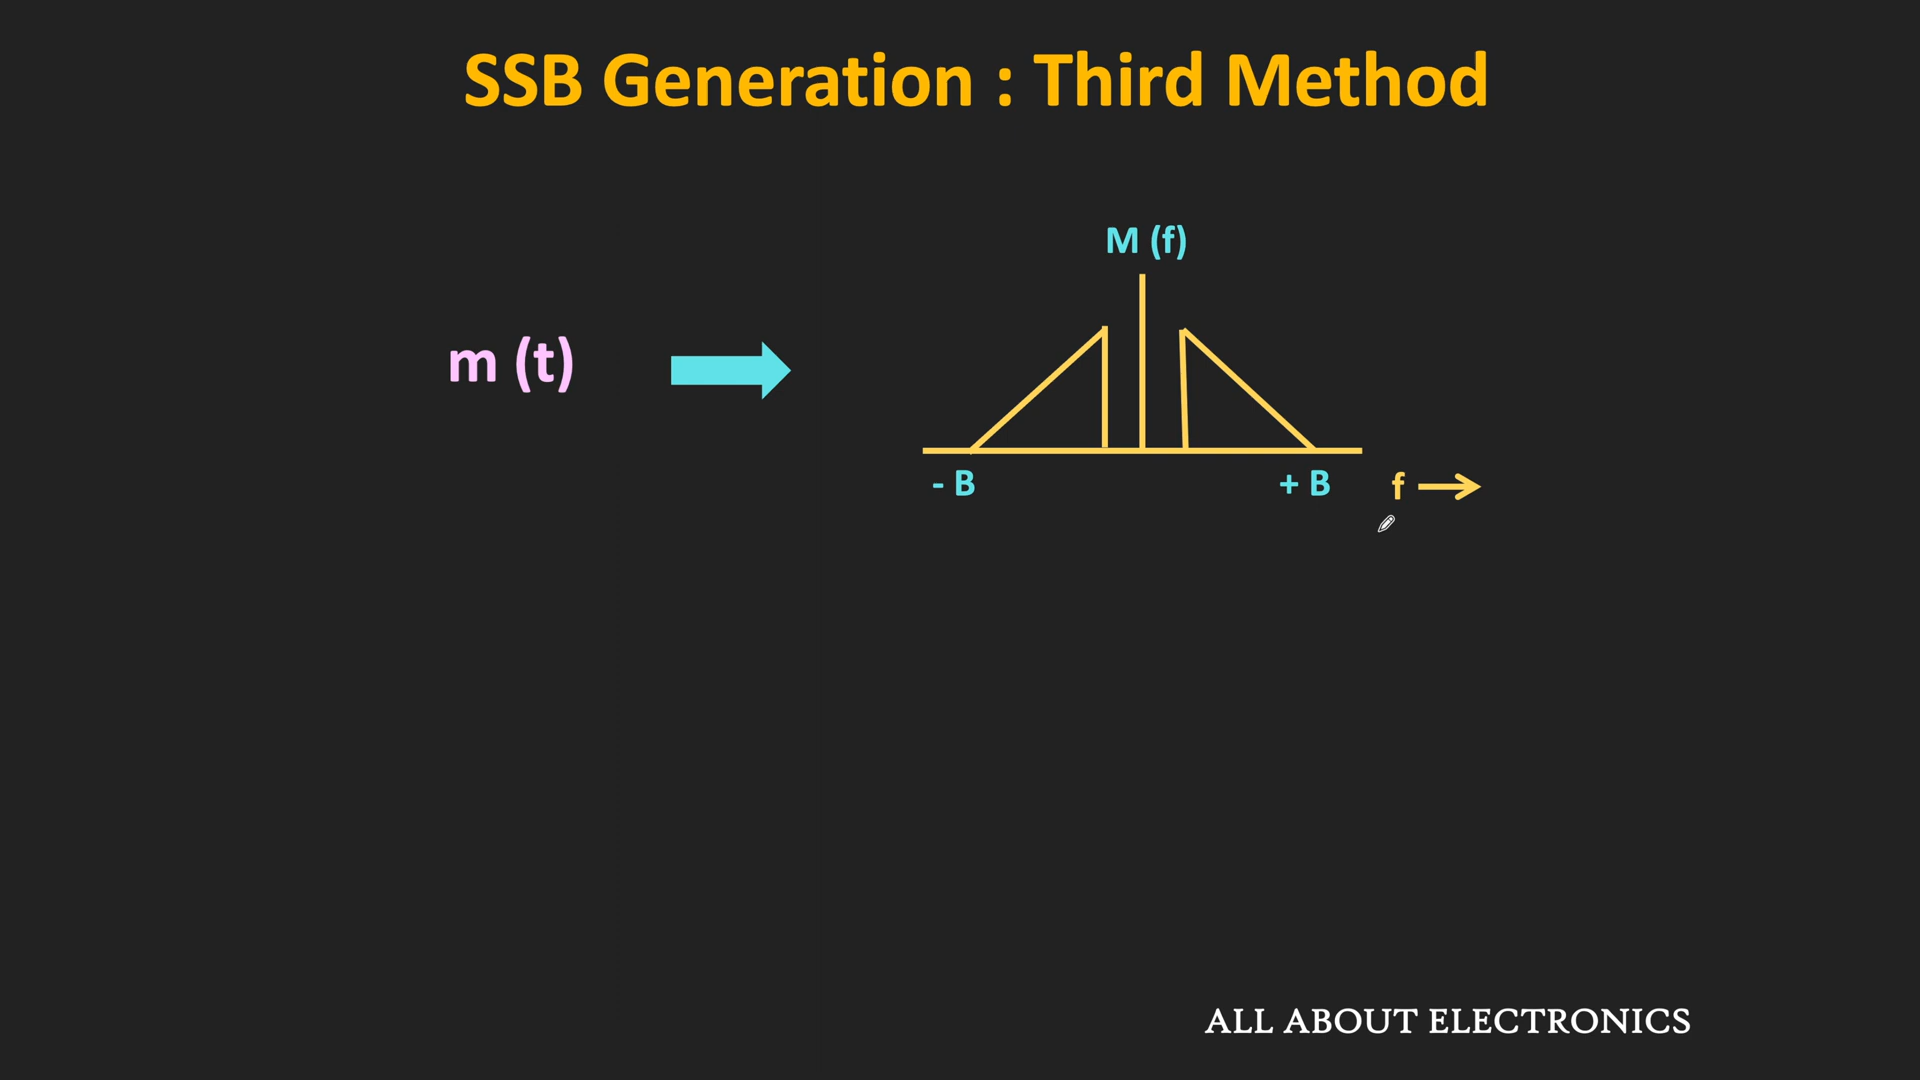 SSB Generation : Third Method
M (f)
m (t)
- B
+ B
f
ALL ABOUT ELECTRONICS